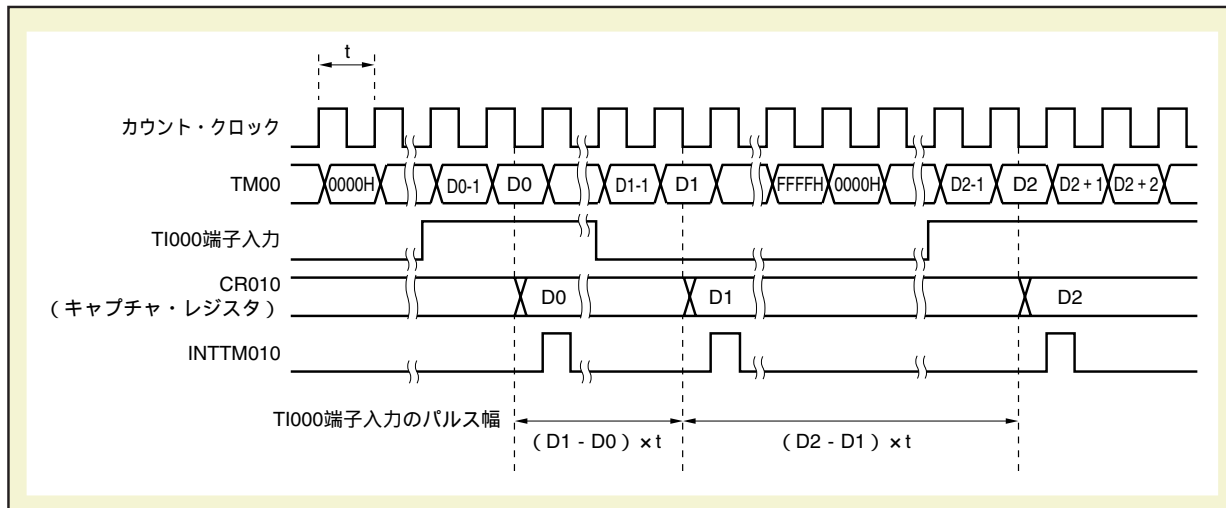 t
カウント・クロック
TM00
0000H
D0-1
D0
D1-1
D1
FFFFH
0000H
D2-1
D2
D2 + 1
D2 + 2
TI000端子入力
CR010
（キャプチャ・レジスタ）
D0
D1
D2
INTTM010
TI000端子入力のパルス幅
（D1 - D0）×t
（D2 - D1）×t